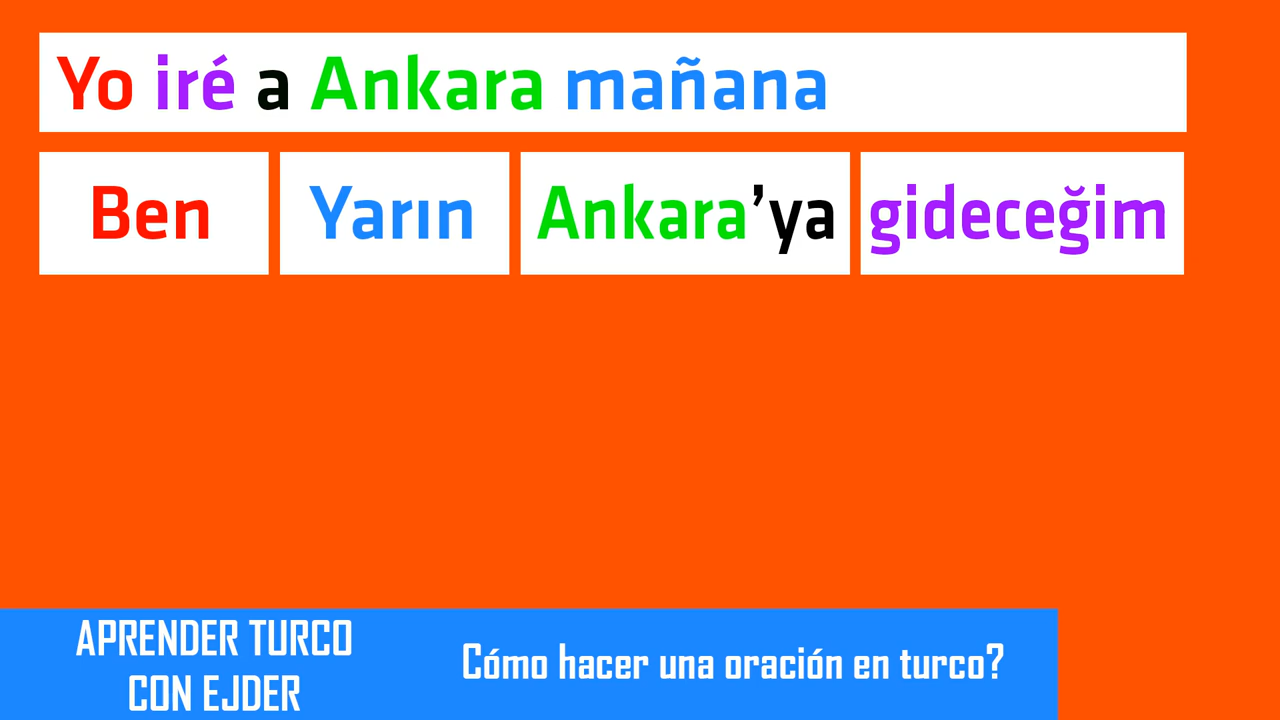 Yo iré a Ankara mañana
Ben Yarın Ankara’ya gideceğim
APRENDER TURCO
CON EJDER
Cómo hacer una oración en turco?